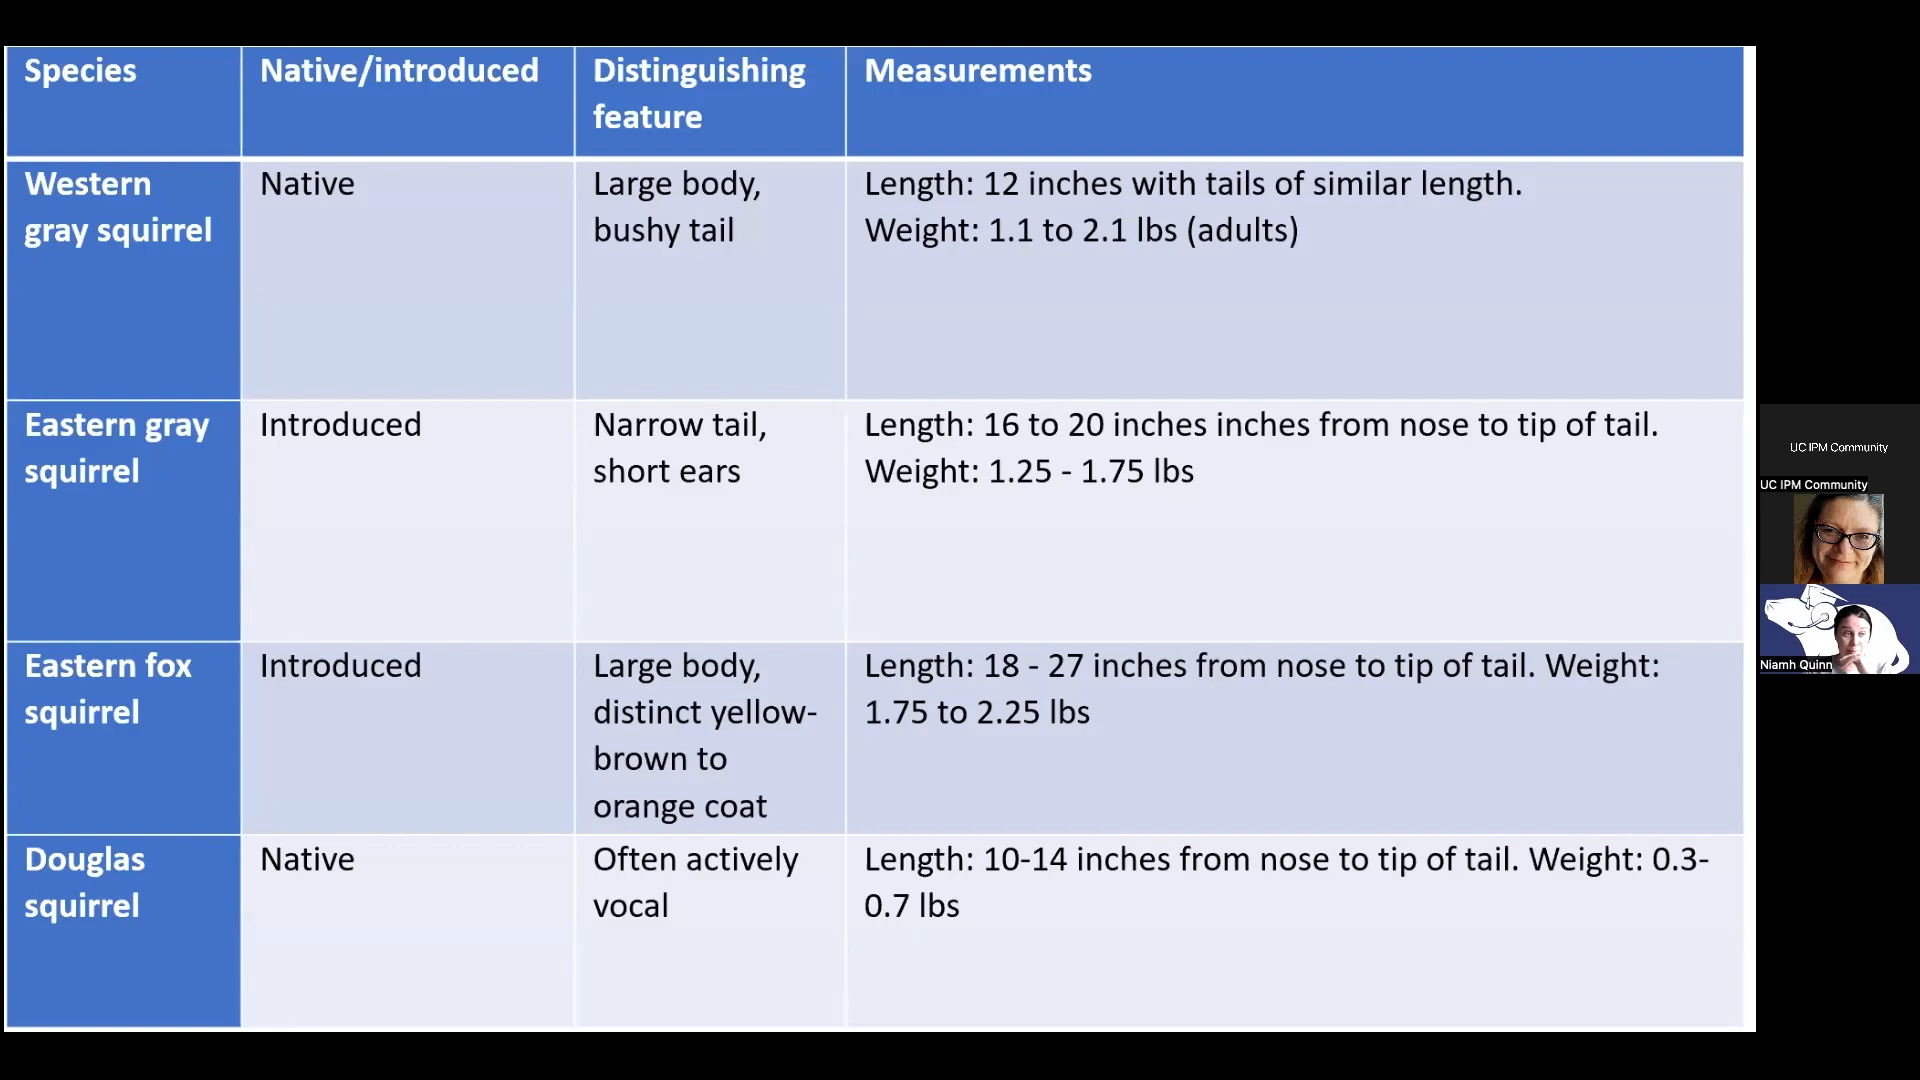 Species
Native/introduced
Distinguishing
feature
Measurements
Western
gray squirrel
Native
Large body,
bushy tail
Length: 12 inches with tails of similar length.
Weight: 1.1 to 2.1 lbs (adults)
Eastern gray
squirrel
Introduced
Narrow tail,
short ears
Length: 16 to 20 inches inches from nose to tip of tail.
Weight: 1.25 - 1.75 lbs
Eastern fox
squirrel
Introduced
Large body,
distinct yellow-
brown to
orange coat
Length: 18 - 27 inches from nose to tip of tail. Weight:
1.75 to 2.25 lbs
Douglas
squirrel
Native
Often actively
vocal
Length: 10-14 inches from nose to tip of tail. Weight: 0.3-
0.7 lbs
UC IPM Community
UC IPM Community
Niamh Quinn